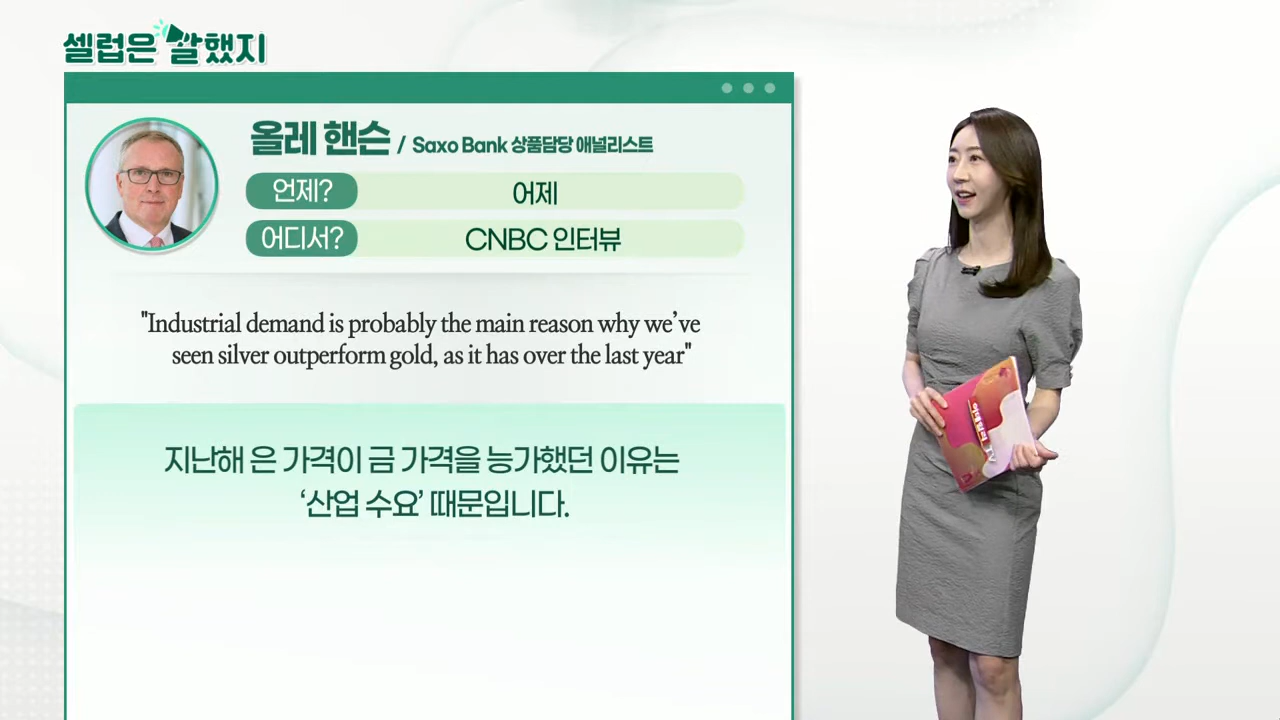 셀럽은 말했지
올레 핸슨 / Saxo Bank 상품담당 애널리스트
언제? 어제
어디서? CNBC 인터뷰
"Industrial demand is probably the main reason why we’ve
seen silver outperform gold, as it has over the last year"
지난해 은 가격이 금 가격을 능가했던 이유는
‘산업 수요’ 때문입니다.